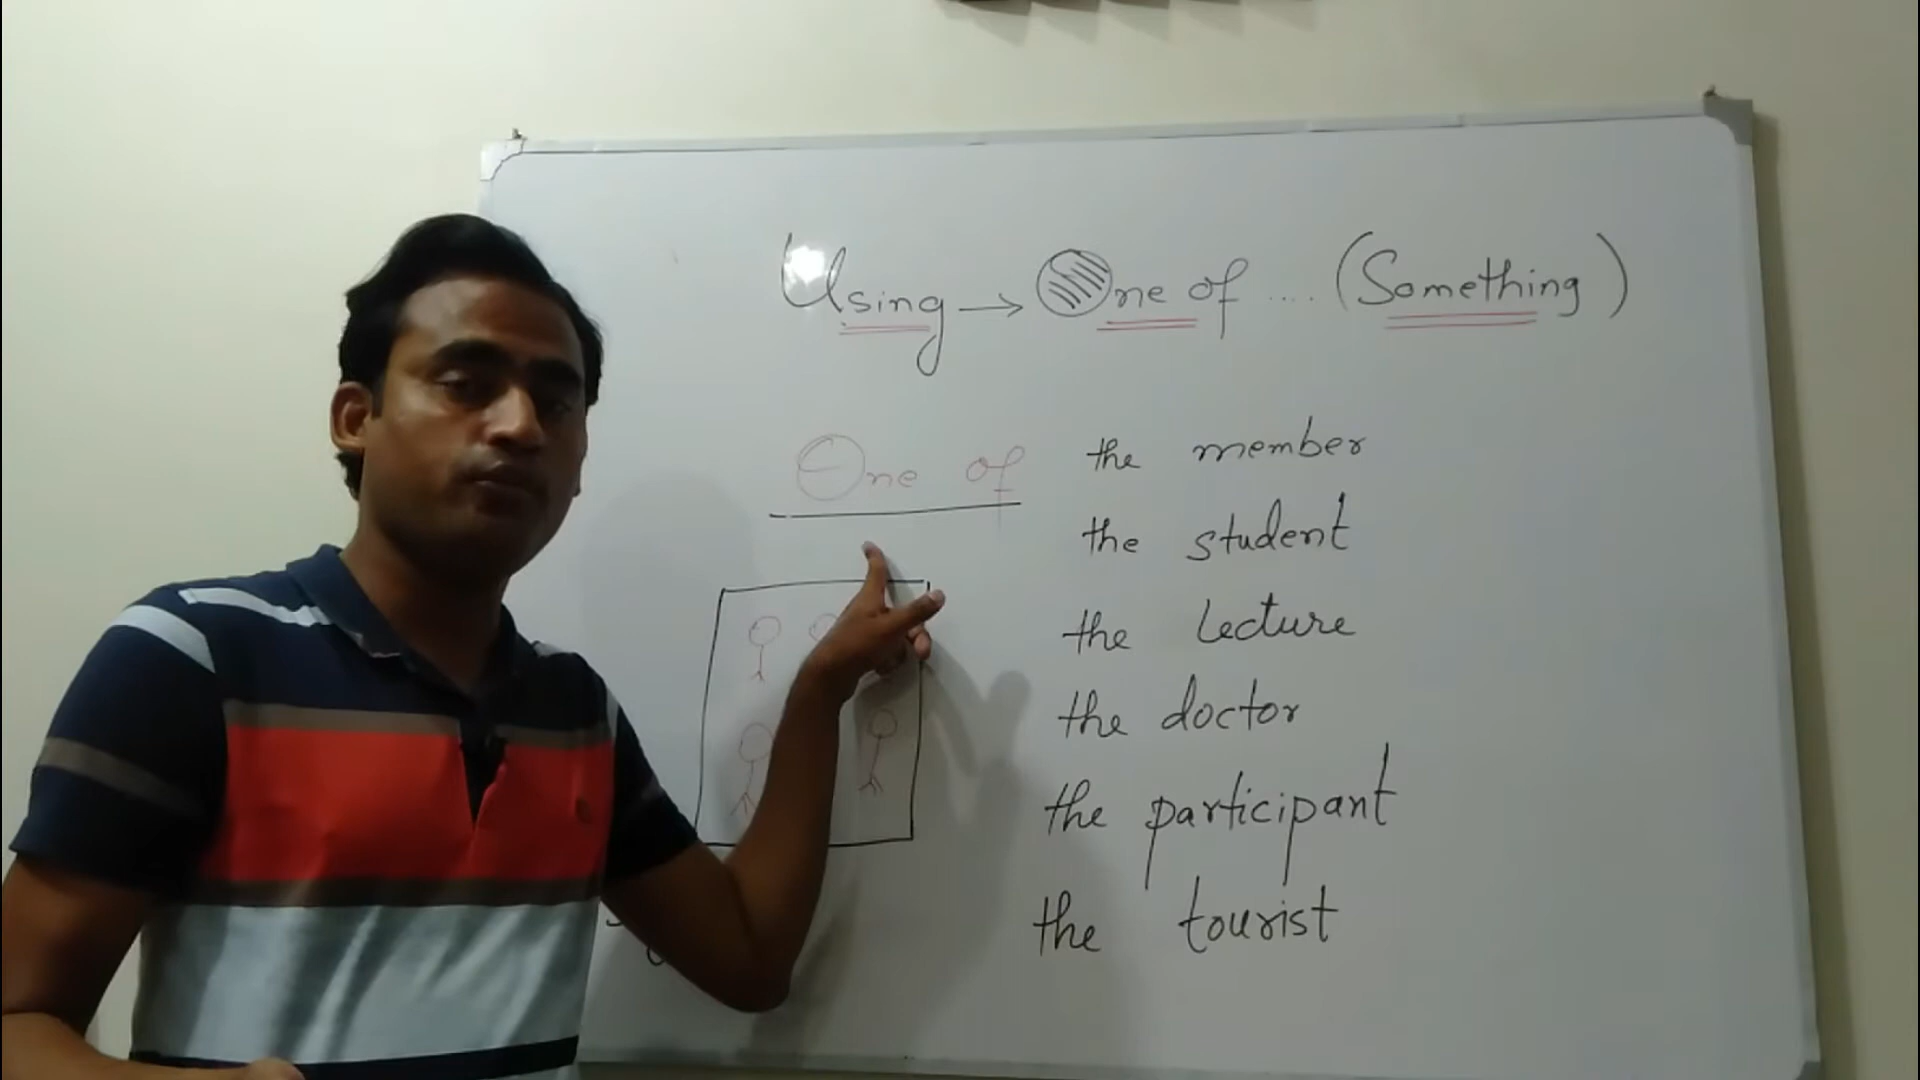 Using → One of .... (Something)
One of
the member
the student
the Lecture
the doctor
the participant
the tourist